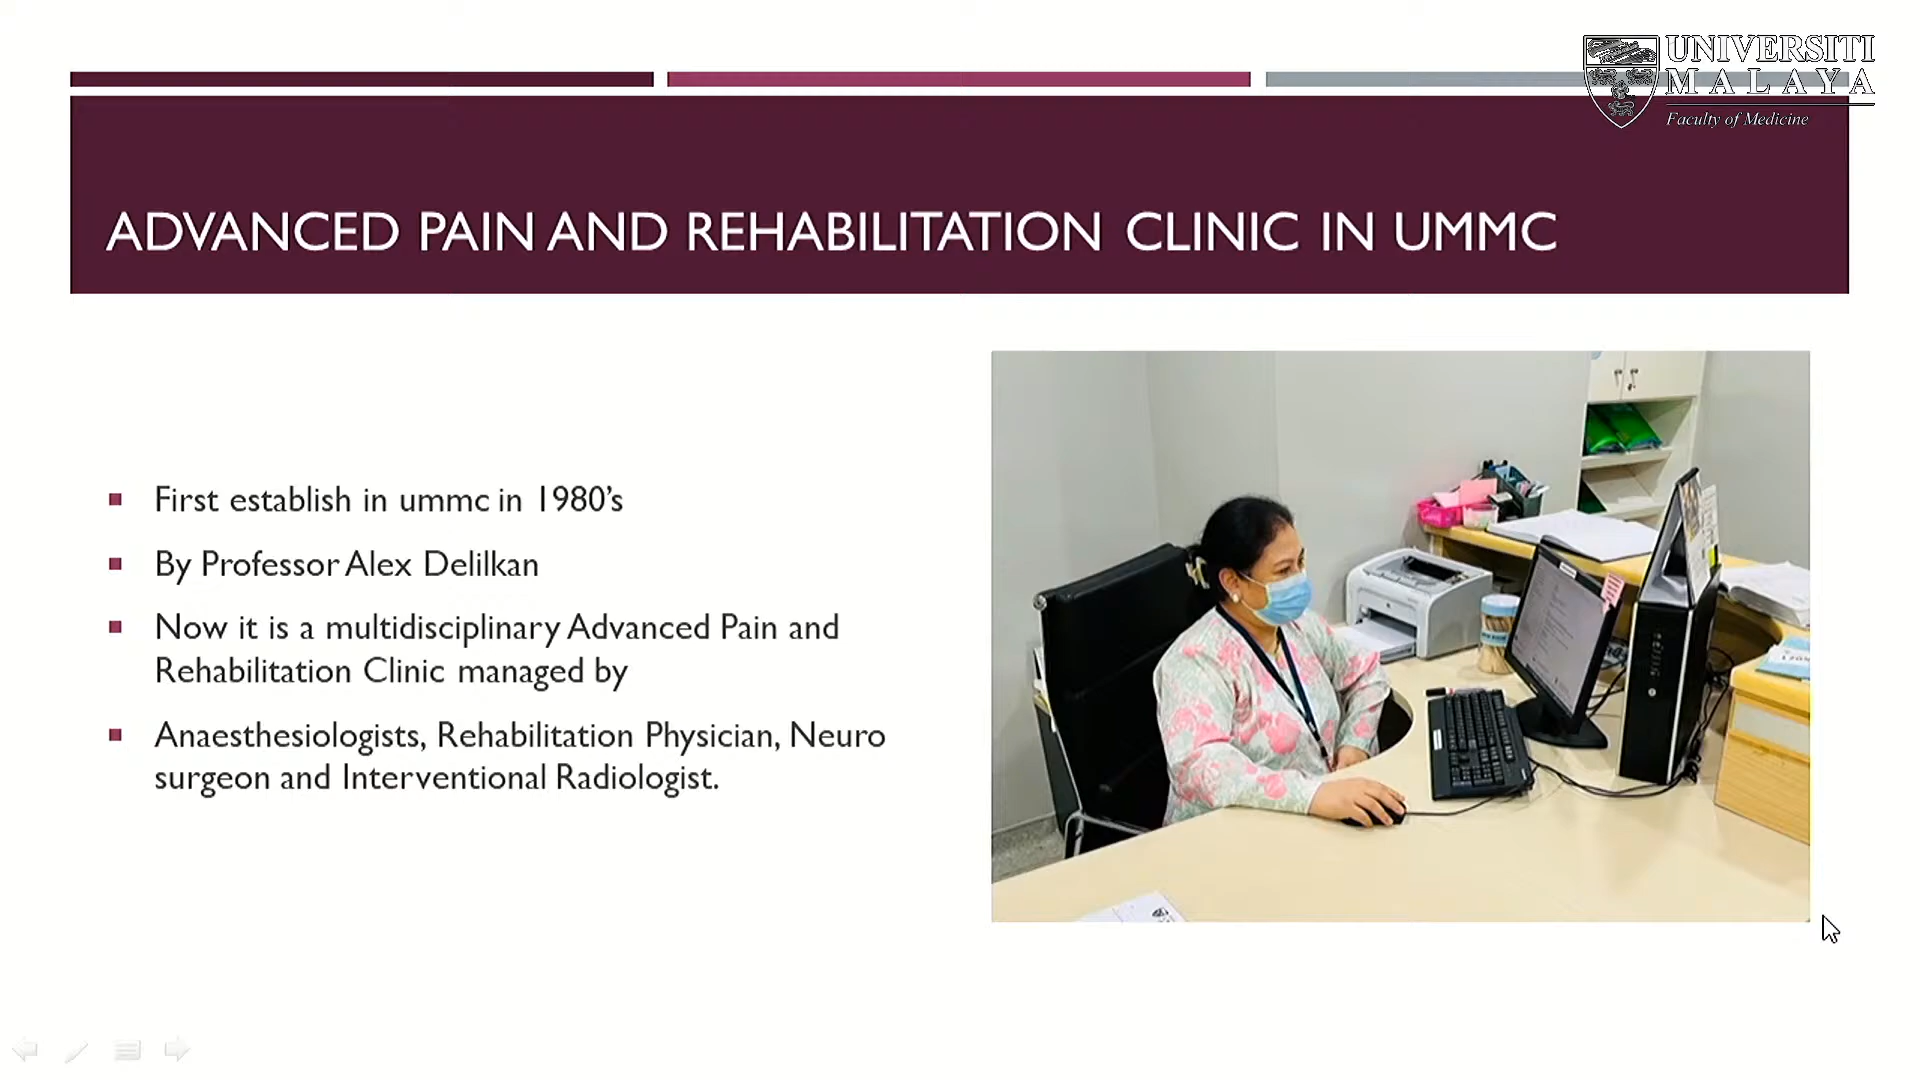 UNIVERSITI
MALAYA
Faculty of Medicine
ADVANCED PAIN AND REHABILITATION CLINIC IN UMMC
First establish in ummc in 1980’s
By Professor Alex Delilkan
Now it is a multidisciplinary Advanced Pain and
Rehabilitation Clinic managed by
Anaesthesiologists, Rehabilitation Physician, Neuro
surgeon and Interventional Radiologist.